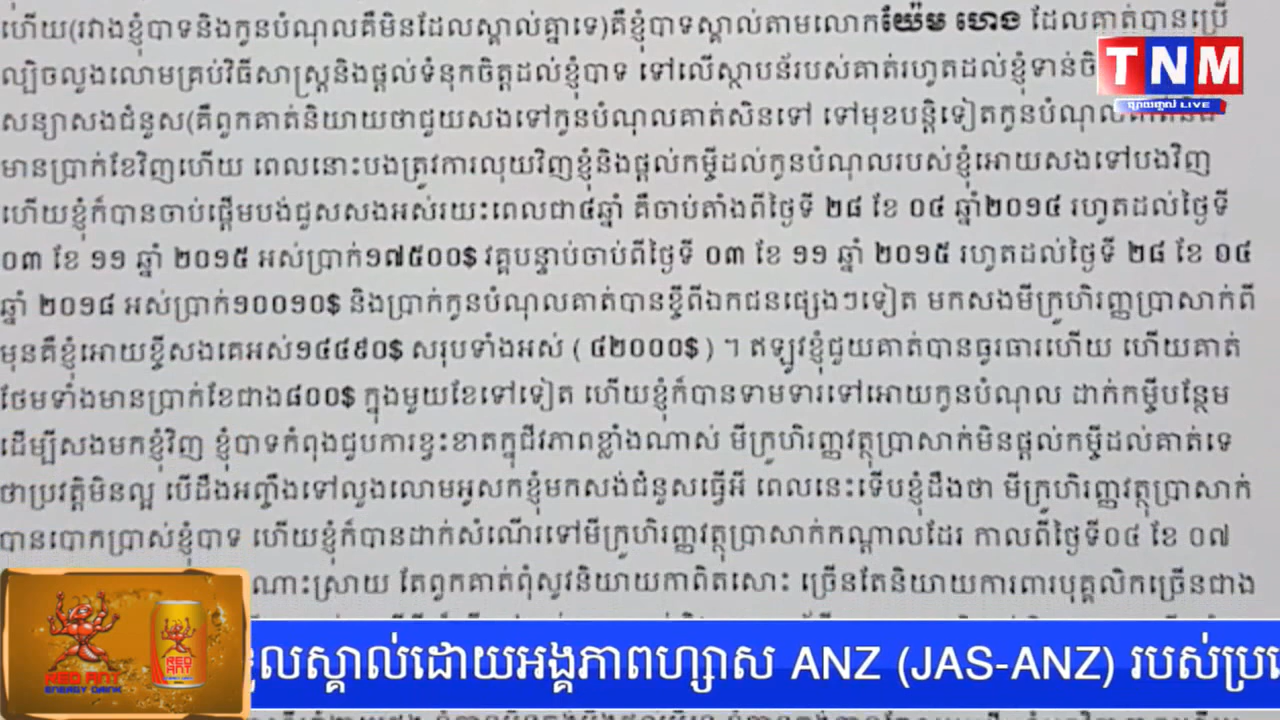 ហើយ(រវាងខ្ញុំបាទនិងកូនបំណុលគឺមិនដែលស្គាល់គ្នាទេ)គឺខ្ញុំបាទស្គាល់តាមលោកយ៉ែម ហេង ដែលគាត់បានប្រើ
ល្បិចលួងលោមគ្រប់វិធីសាស្ត្រនិងផ្តល់ទំនុកចិត្តដល់ខ្ញុំបាទ ទៅលើស្ថាប័នរបស់គាត់រហូតដល់ខ្ញុំទាន់ចិ
TNM
ផ្សាយផ្ទាល់ LIVE
សន្យាសងជំនួស(គឺពួកគាត់និយាយថាជួយសងទៅកូនបំណុលគាត់សិនទៅ ទៅមុខបន្តិទៀតកូនបំណុលគាត់និង
មានប្រាក់ខែវិញហើយ ពេលនោះបងត្រូវការលុយវិញខ្ញុំនិងផ្តល់កម្ចីដល់កូនបំណុលរបស់ខ្ញុំអោយសងទៅបងវិញ
ហើយខ្ញុំក៏បានចាប់ផ្តើមបង់ជួសសងអស់រយះពេលជា៤ឆ្នាំ គឺចាប់តាំងពីថ្ងៃទី ២៨ ខែ ០៤ ឆ្នាំ២០១៤ រហូតដល់ថ្ងៃទី
០៣ ខែ ១១ ឆ្នាំ ២០១៥ អស់ប្រាក់១៧៥០០$ វគ្គបន្ទាប់ចាប់ពីថ្ងៃទី ០៣ ខែ ១១ ឆ្នាំ ២០១៥ រហូតដល់ថ្ងៃទី ២៨ ខែ ០៤
ឆ្នាំ ២០១៨ អស់ប្រាក់១០០១០$ និងប្រាក់កូនបំណុលគាត់បានខ្ចីពីឯកជនផ្សេងៗទៀត មកសងមីក្រូហិរញ្ញប្រាសាក់ពី
មុនគឺខ្ញុំអោយខ្ចីសងគេអស់១៤៤៩០$ សរុបទាំងអស់ ( ៤២០០០$ ) ។ ឥឡូវខ្ញុំជួយគាត់បានធូរធារហើយ ហើយគាត់
ថែមទាំងមានប្រាក់ខែជាង៨០០$ ក្នុងមួយខែទៅទៀត ហើយខ្ញុំក៏បានទាមទារទៅអោយកូនបំណុល ដាក់កម្ចីបន្ថែម
ដើម្បីសងមកខ្ញុំវិញ ខ្ញុំបាទកំពុងជួបការខ្វះខាតក្នុជីវភាពខ្លាំងណាស់ មីក្រូហិរញ្ញវត្ថុប្រាសាក់មិនផ្តល់កម្ចីដល់គាត់ទេ
ថាប្រវត្តិមិនល្អ បើដឹងអញ្ចឹងទៅលួងលោមអូសកខ្ញុំមកសង់ជំនួសធ្វើអី ពេលនេះទើបខ្ញុំដឹងថា មីក្រូហិរញ្ញវត្ថុប្រាសាក់
បានបោកប្រាស់ខ្ញុំបាទ ហើយខ្ញុំក៏បានដាក់សំណើរទៅមីក្រូហិរញ្ញវត្ថុប្រាសាក់កណ្តាលដែរ កាលពីថ្ងៃទី០៤ ខែ ០៧
ណោះស្រាយ តែពួកគាត់ពុំសូវនិយាយកាពិតសោះ ច្រើនតែនិយាយការពារបុគ្គលិកច្រើនជាង
RED ANT
ENERGY DRINK
RED ANT
ស្គាល់ដោយអង្គភាពហ្សាស ANZ (JAS-ANZ) របស់